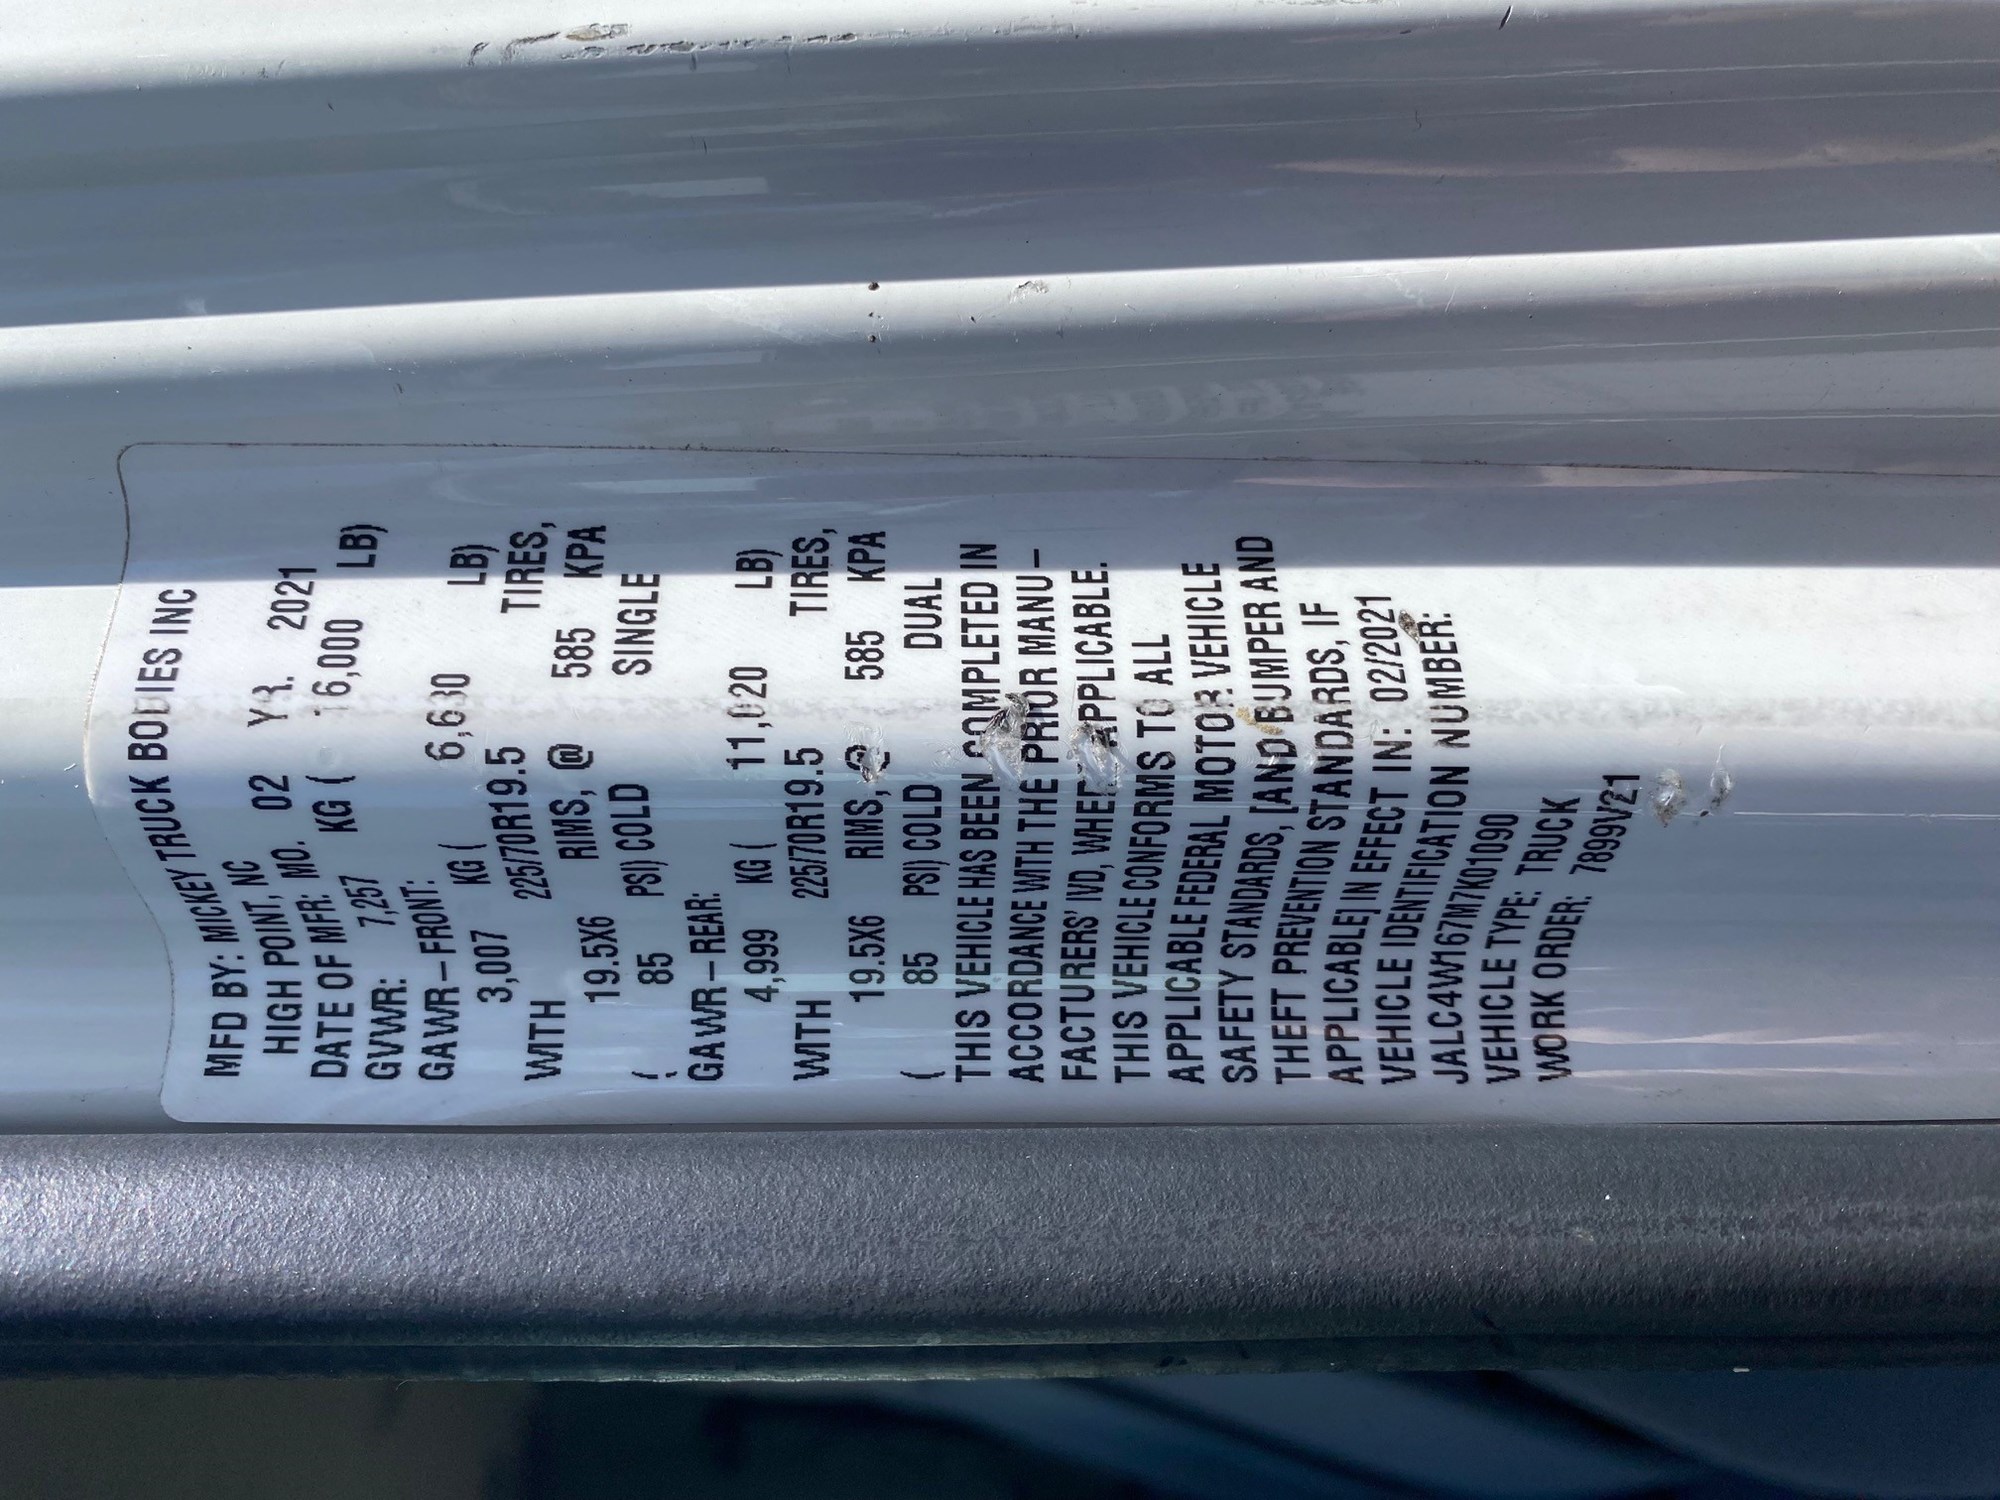 MFD BY: MICKEY TRUCK BODIES INC
HIGH POINT, NC
DATE OF MFR: MO. 02 YR. 2021
GVWR: 7,257 KG ( 16,000 LB)
GAWR-FRONT:
3,007 KG ( 6,630 LB)
WITH 225/70R19.5 TIRES,
19.5X6 RIMS, @ 585 KPA
( 85 PSI) COLD SINGLE
GAWR-REAR:
4,999 KG ( 11,020 LB)
WITH 225/70R19.5 TIRES,
19.5X6 RIMS, @ 585 KPA
( 85 PSI) COLD DUAL
THIS VEHICLE HAS BEEN COMPLETED IN
ACCORDANCE WITH THE PRIOR MANU-
FACTURERS' IVD, WHERE APPLICABLE.
THIS VEHICLE CONFORMS TO ALL
APPLICABLE FEDERAL MOTOR VEHICLE
SAFETY STANDARDS, [AND BUMPER AND
THEFT PREVENTION STANDARDS, IF
APPLICABLE] IN EFFECT IN: 02/2021
VEHICLE IDENTIFICATION NUMBER:
JALC4W167M7K01090
VEHICLE TYPE: TRUCK
WORK ORDER: 7899V21